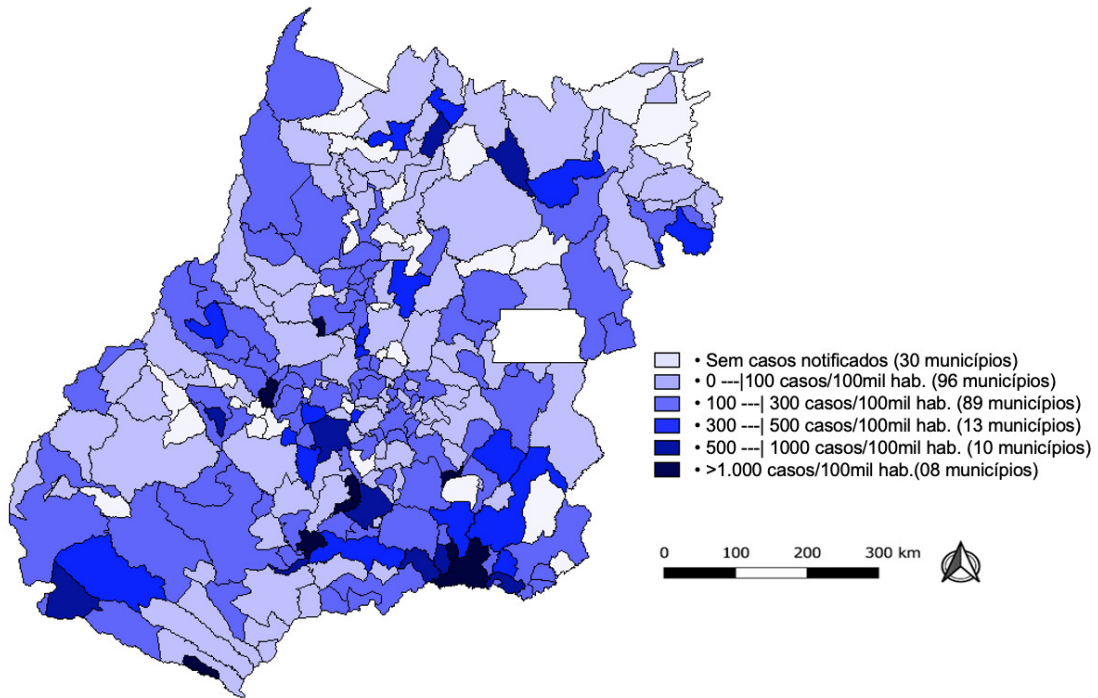 • Sem casos notificados (30 municípios)
• 0 ---|100 casos/100mil hab. (96 municípios)
• 100 ---| 300 casos/100mil hab. (89 municípios)
• 300 ---| 500 casos/100mil hab. (13 municípios)
• 500 ---| 1000 casos/100mil hab. (10 municípios)
• >1.000 casos/100mil hab.(08 municípios)
0 100 200 300 km